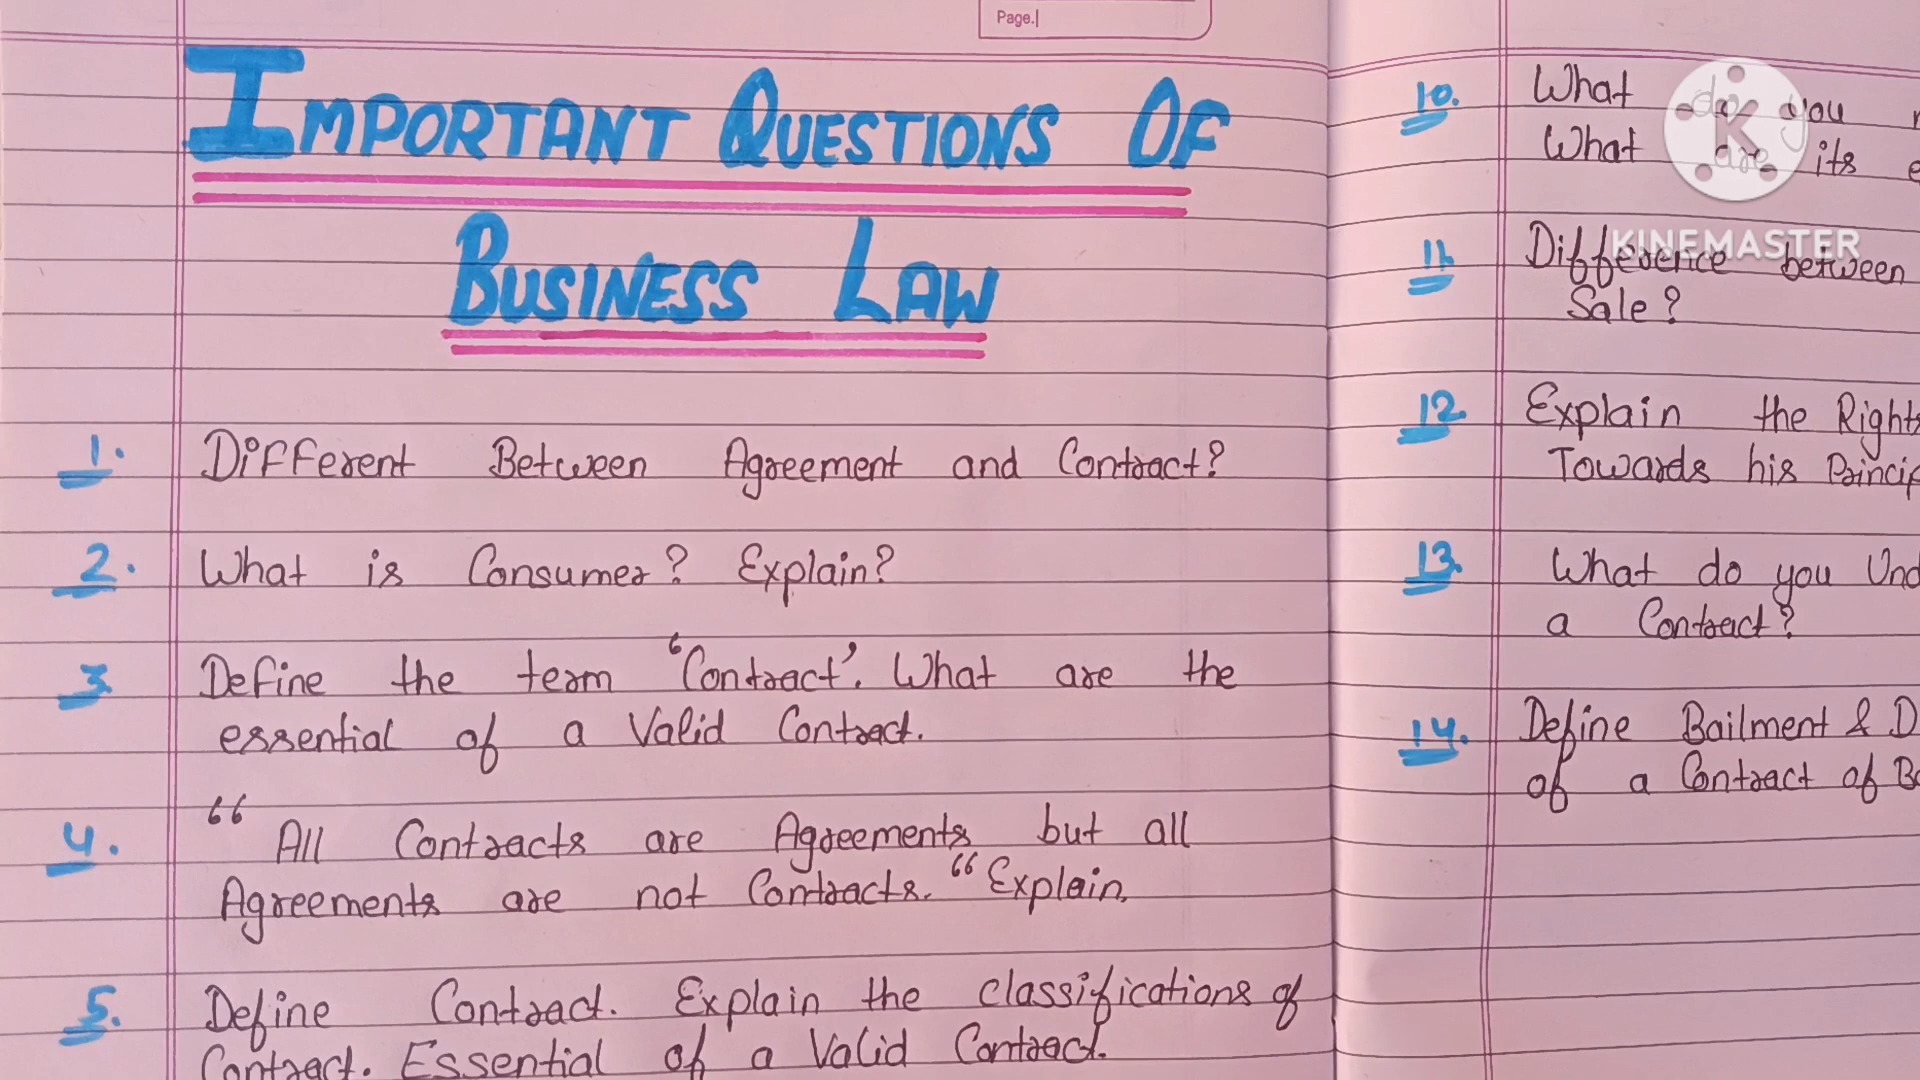 Page.
IMPORTANT QUESTIONS OF
BUSINESS LAW
1. Different Between Agreement and Contract?
2. What is Consumer? Explain?
3. Define the term ‘Contract’. What are the
essential of a Valid Contract.
4. “ All Contracts are Agreements but all
Agreements are not Contracts. “ Explain.
5. Define Contract. Explain the classifications of
Contract. Essential of a Valid Contract.
10. What do you
What are its
11. Difference between
Sale?
12. Explain the Rights
Towards his
13. What do you
a Contract?
14. Define Bailment &
of a Contract of
K
KINEMASTER